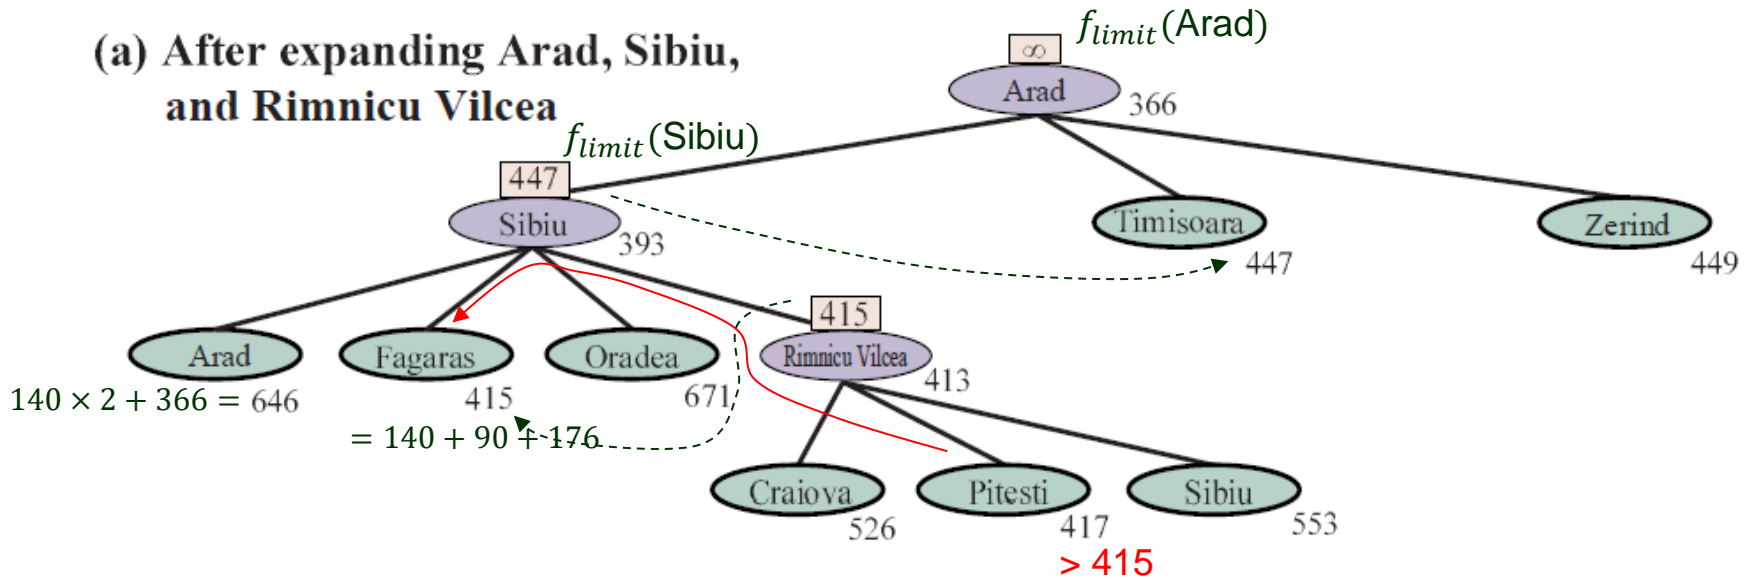 f_limit(Arad)
(a) After expanding Arad, Sibiu,
and Rimnicu Vilcea
∞
Arad
366
f_limit(Sibiu)
447
Sibiu
393
Timisoara
447
Zerind
449
415
Arad
Fagaras
Oradea
Rimnicu Vilcea
413
140 × 2 + 366 = 646
415
671
= 140 + 90 + 176
Craiova
526
Pitesti
417
Sibiu
553
> 415